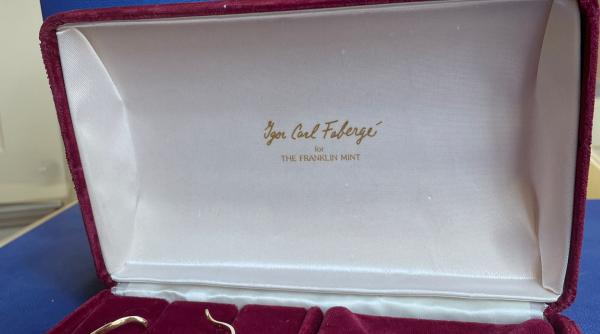 Igor Carl Fabergé
for
THE FRANKLIN MINT